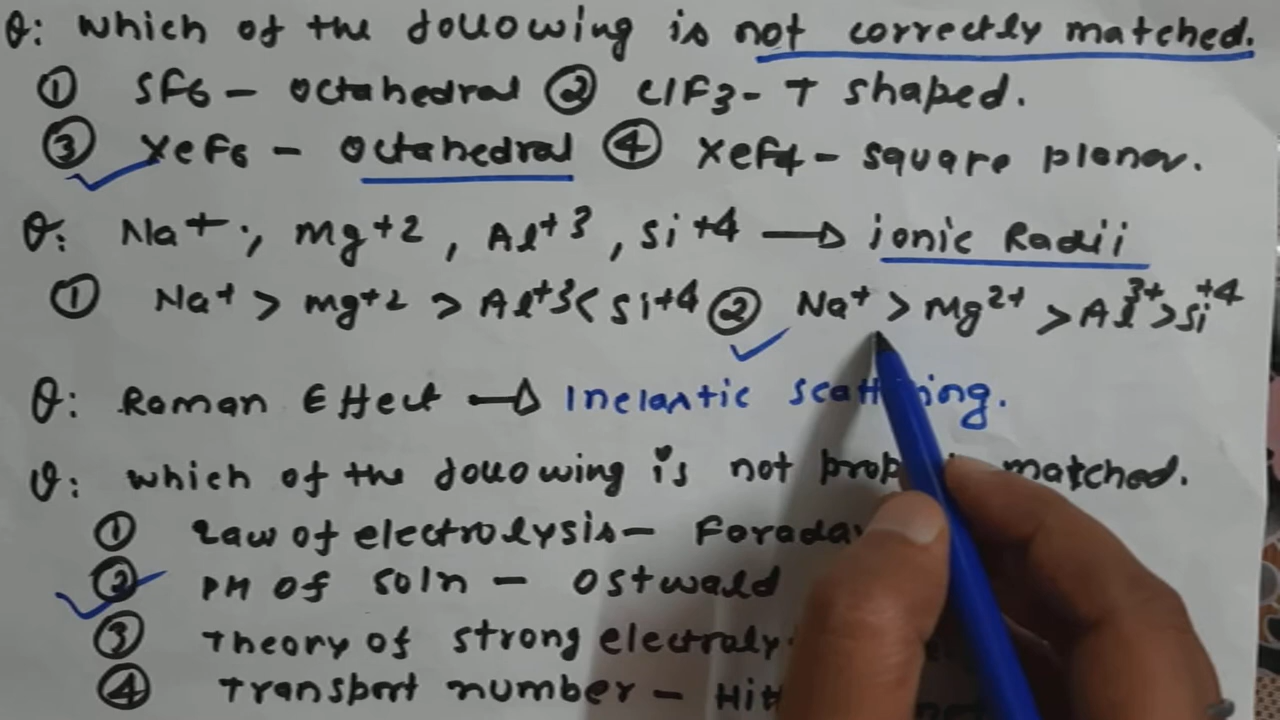 Q: which of the following is not correctly matched.
① SF6 – octahedral ② ClF3 - T shaped.
③ XeF6 – octahedral ④ XeF4 – square planar.
Q: Na+., Mg+2, Al+3, Si+4 → ionic Radii
① Na+ > mg+2 > Al+3 < Si+4 ② Na+ > Mg2+ > Al3+ > Si+4
Q: Raman Effect → Inelastic
Q: which of the following is not matched.
① Law of electrolysis –
② PH of soln – Ostwald
③ Theory of strong
④ Transport number –